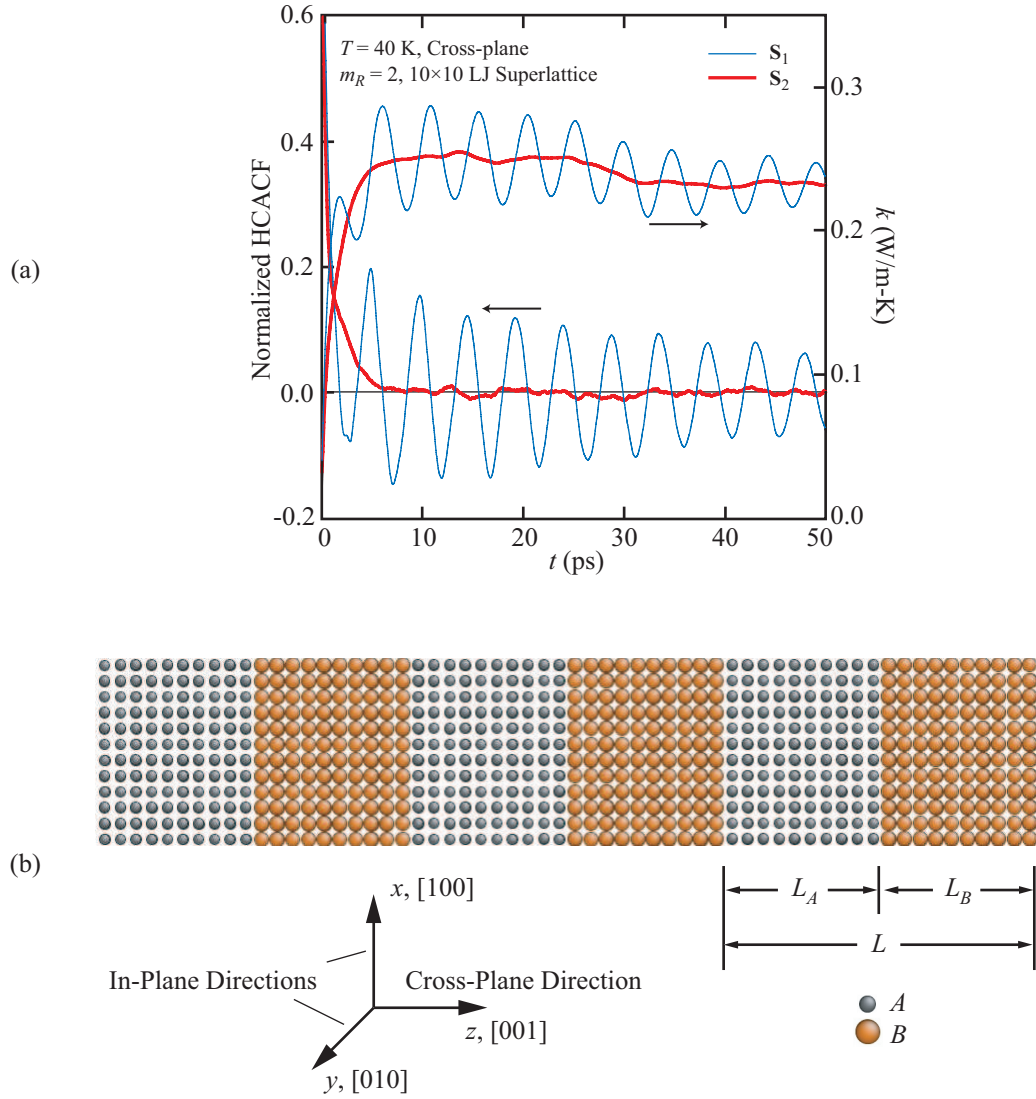 (a)
0.6
0.4
0.2
0.0
-0.2
Normalized HCACF
T = 40 K, Cross-plane
m_R = 2, 10×10 LJ Superlattice
S₁
S₂
0.3
0.2
0.1
0.0
k (W/m-K)
0
10
20
30
40
50
t (ps)
(b)
x, [100]
In-Plane Directions
Cross-Plane Direction
z, [001]
y, [010]
L_A
L_B
L
A
B